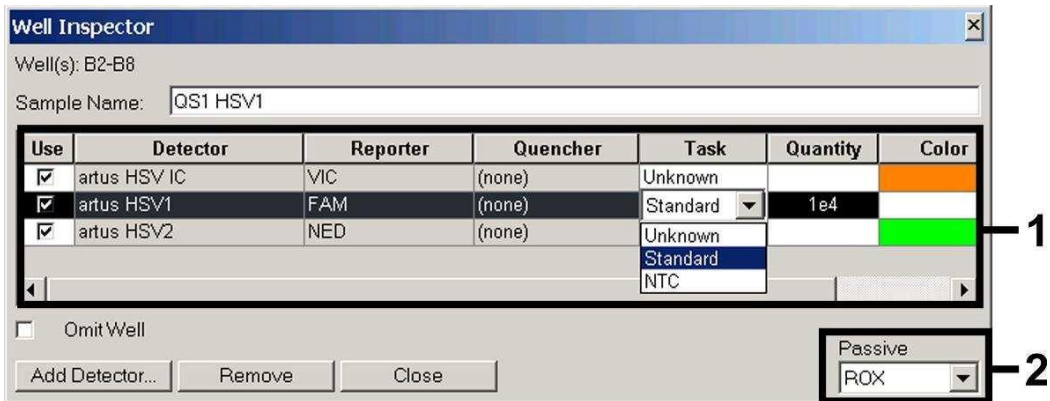 Well Inspector
Well(s): B2-B8
Sample Name: QS1 HSV1
Use Detector Reporter Quencher Task Quantity Color
artus HSV IC VIC (none) Unknown
artus HSV1 FAM (none) Standard 1e4
artus HSV2 NED (none)
Unknown
Standard
NTC
1
Omit Well
Passive
Add Detector... Remove Close ROX
2